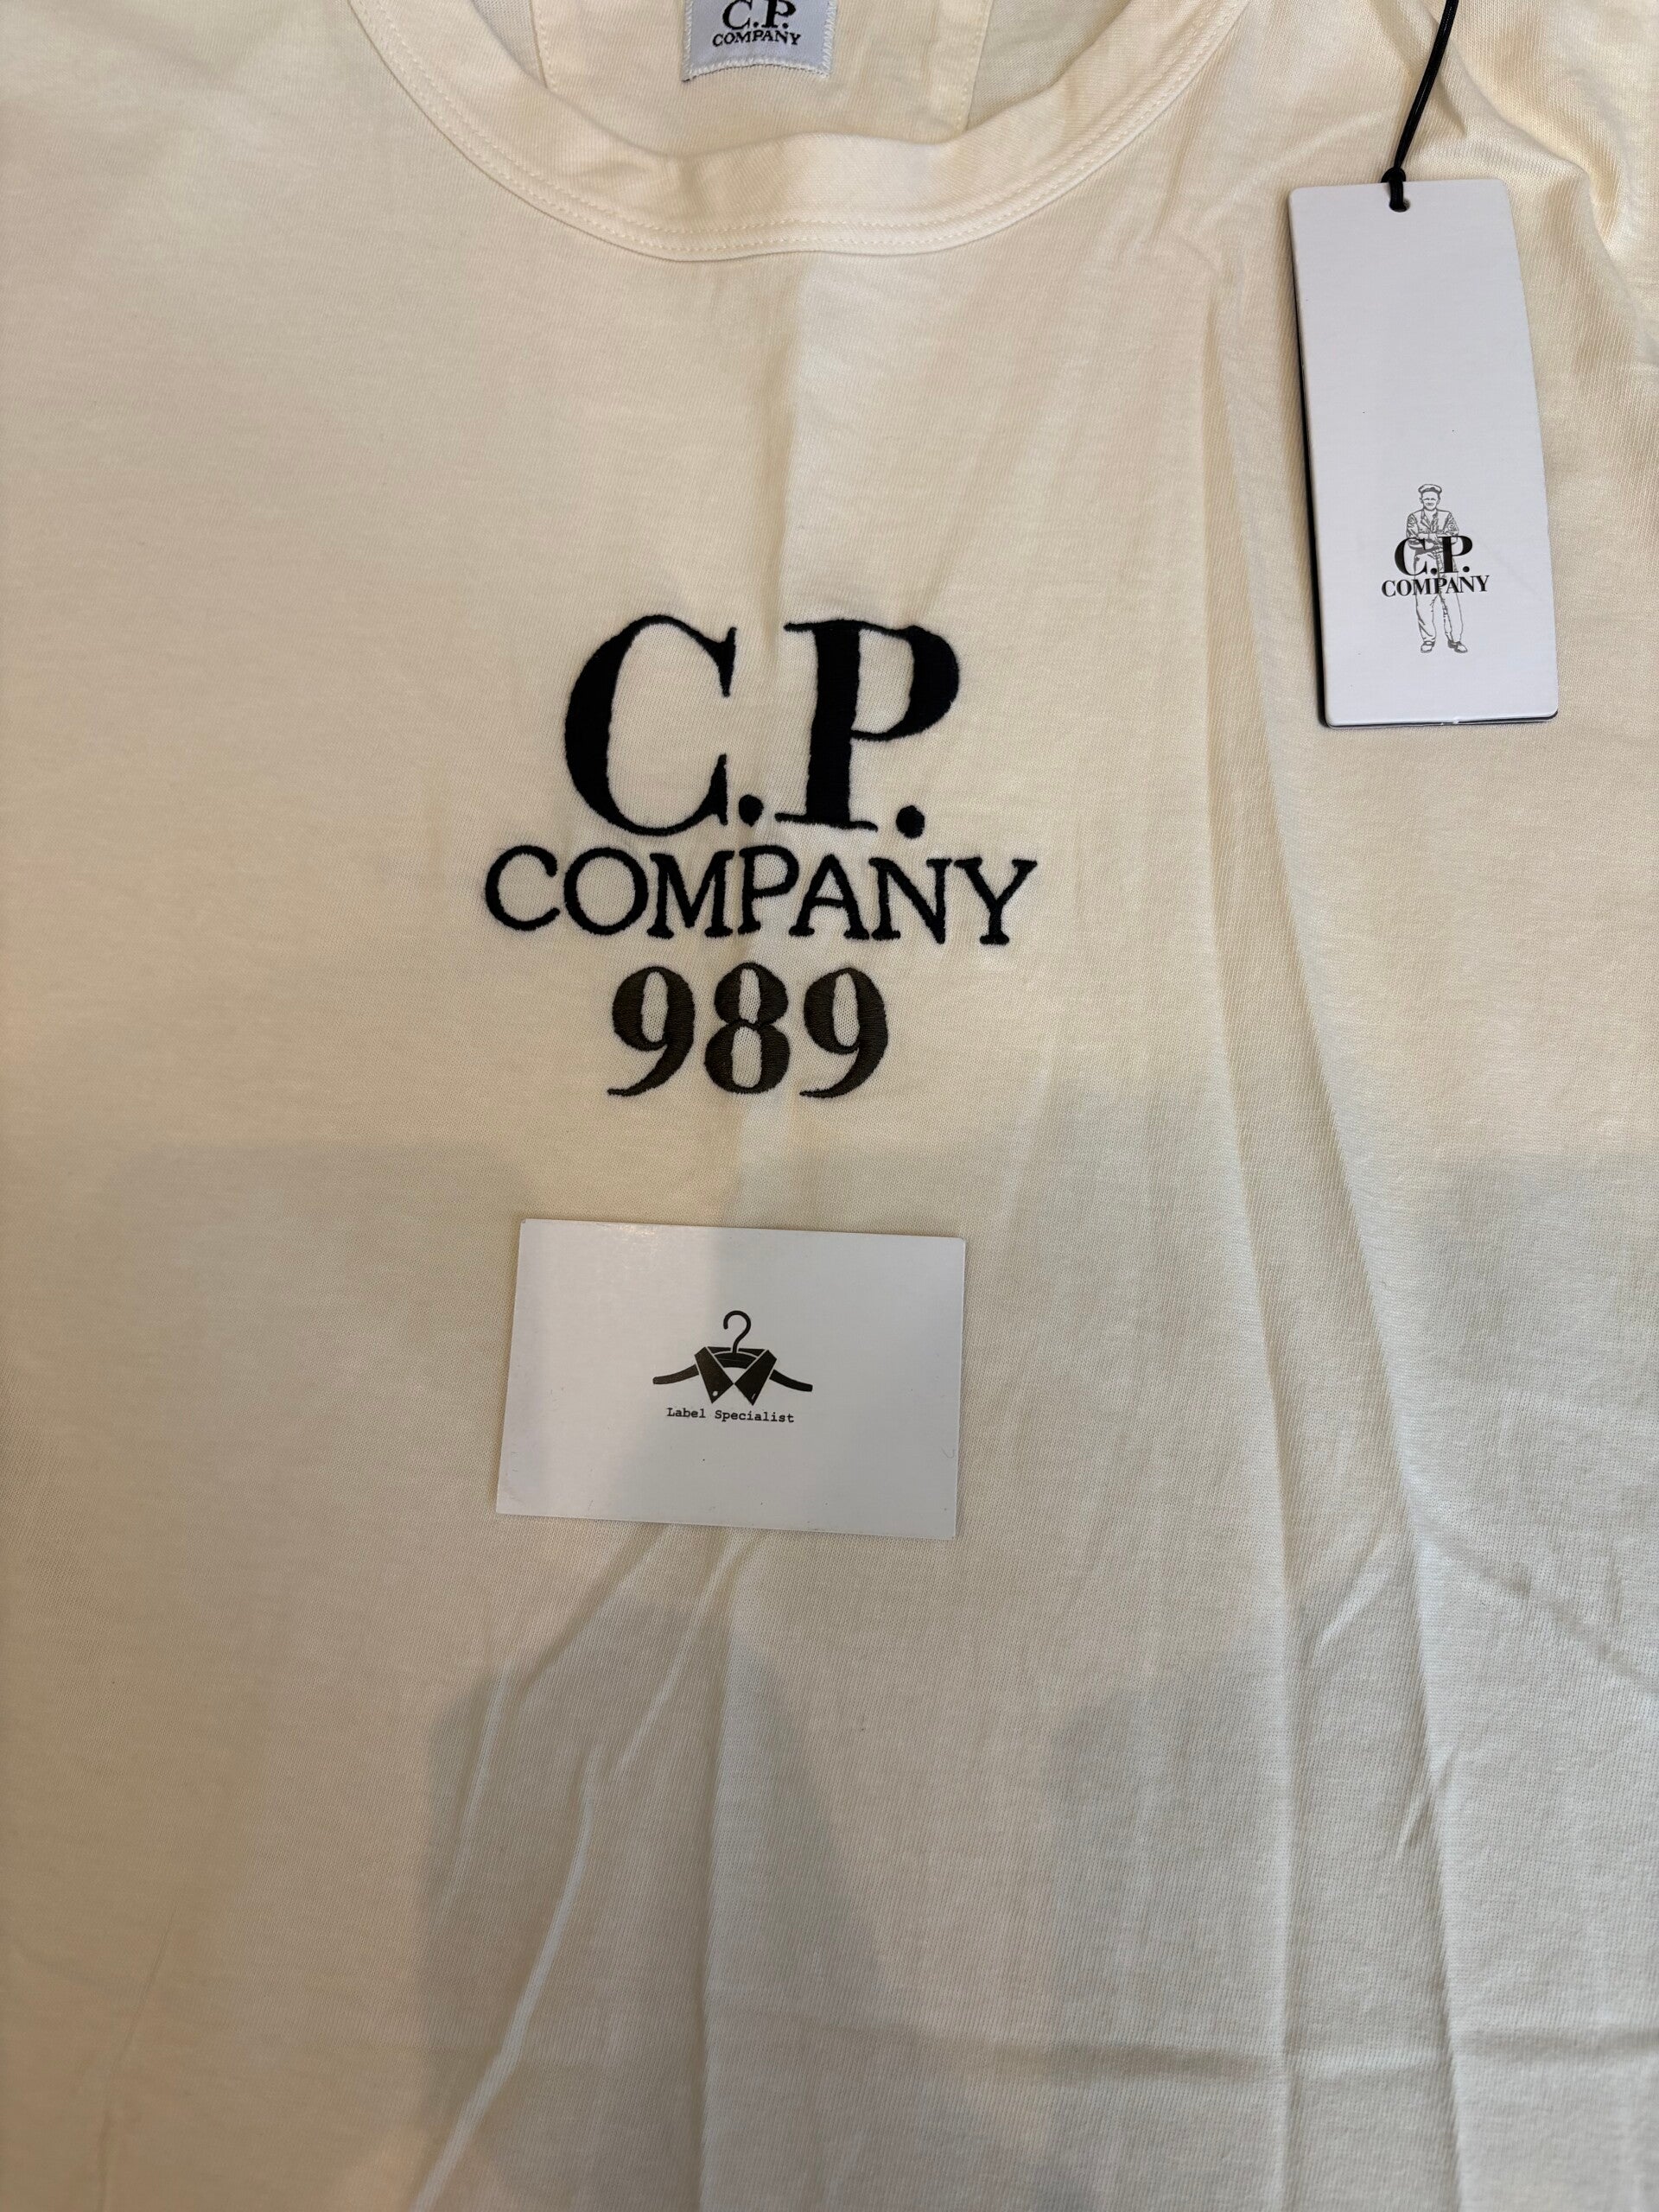 C.P.
COMPANY
C.P.
COMPANY
C.P.
COMPANY
989
Label Specialist